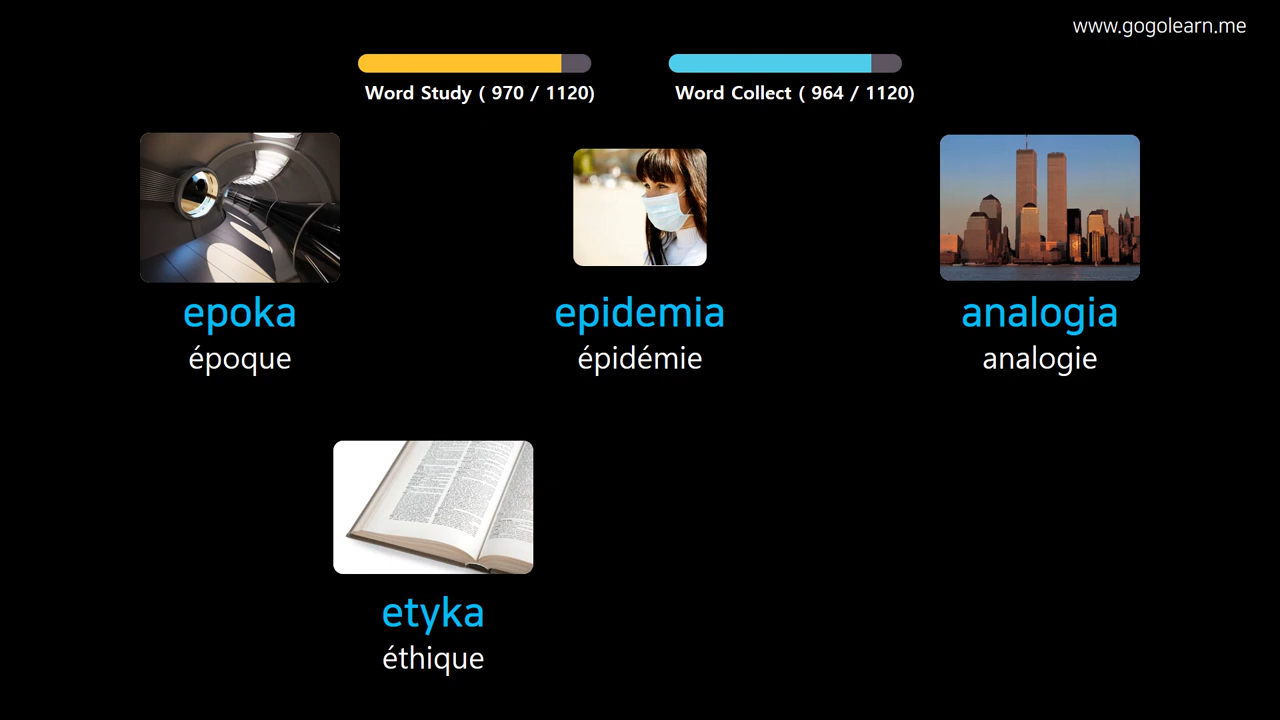 www.gogolearn.me
Word Study ( 970 / 1120)
Word Collect ( 964 / 1120)
epoka
époque
epidemia
épidémie
analogia
analogie
etyka
éthique